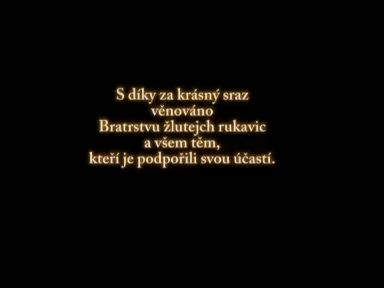 S díky za krásný sraz
věnováno
Bratrstvu žlutejch rukavic
a všem těm,
kteří je podpořili svou účastí.